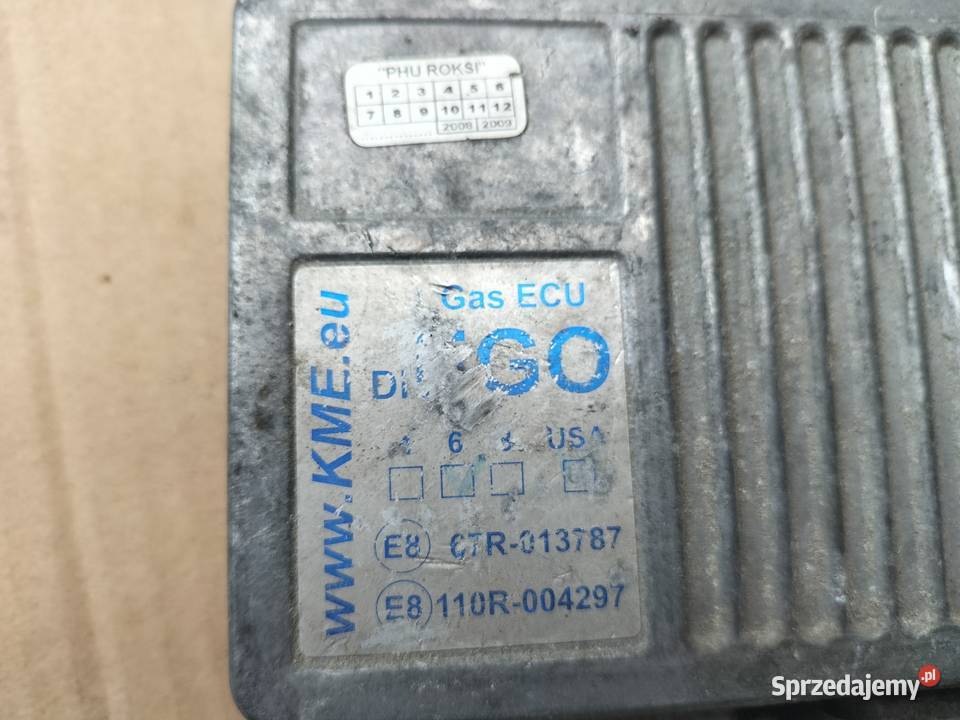 "PHU ROKSI"
1 2 3 4 5 6
7 8 9 10 11 12
2008 2009
www.KME.eu
Gas ECU
6 USA
E8 67R-013787
E8 110R-004297
Sprzedajemy.pl